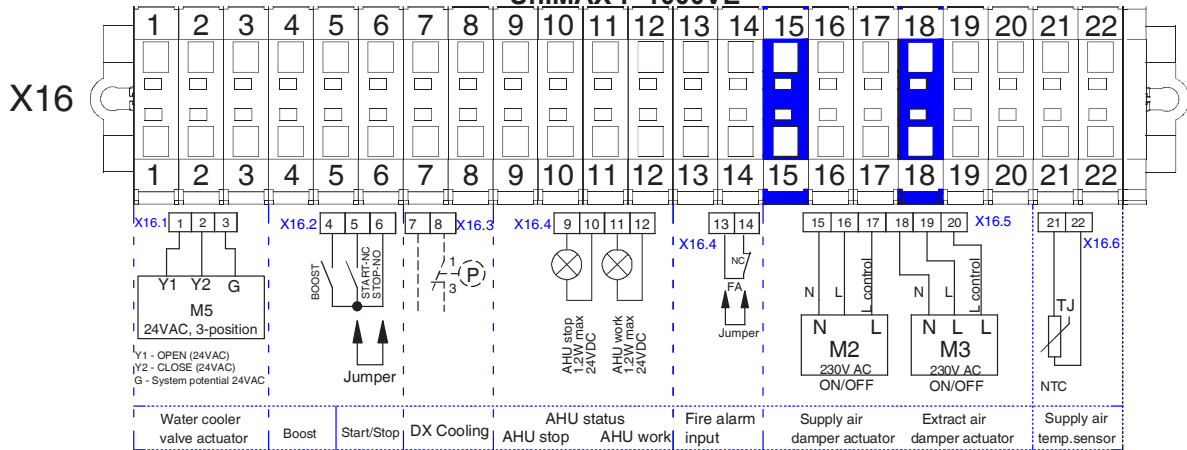 1 2 3 4 5 6 7 8 9 10 11 12 13 14 15 16 17 18 19 20 21 22
X16
1 2 3 4 5 6 7 8 9 10 11 12 13 14 15 16 17 18 19 20 21 22
X16.1 1 2 3 X16.2 4 5 6 7 8 X16.3 X16.4 9 10 11 12 X16.4 13 14 15 16 17 18 19 20 X16.5 21 22 X16.6
BOOST
START-NC
STOP-NO
1
P
3
NC
FA
Jumper
Y1 Y2 G
M5
24VAC, 3-position
Y1 - OPEN (24VAC)
Y2 - CLOSE (24VAC)
G - System potential 24VAC
Jumper
AHU stop
1.2W max
24VDC
AHU work
1.2W max
24VDC
N L L control
N L
M2
230V AC
ON/OFF
N L L control
N L L
M3
230V AC
ON/OFF
TJ
NTC
Water cooler
valve actuator
Boost
Start/Stop
DX Cooling
AHU status
AHU stop AHU work
Fire alarm
input
Supply air
damper actuator
Extract air
damper actuator
Supply air
temp.sensor